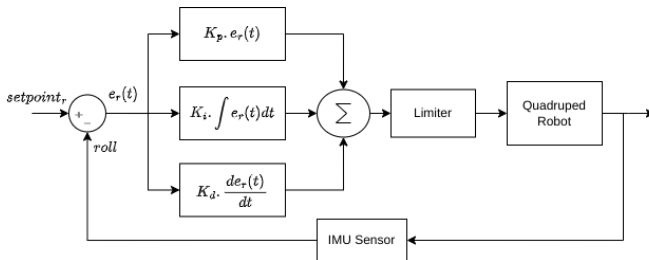 K_p. e_r(t)
setpoint_r
e_r(t)
+
−
roll
K_i. ∫ e_r(t)dt
∑
Limiter
Quadruped
Robot
K_d. de_r(t)/dt
IMU Sensor